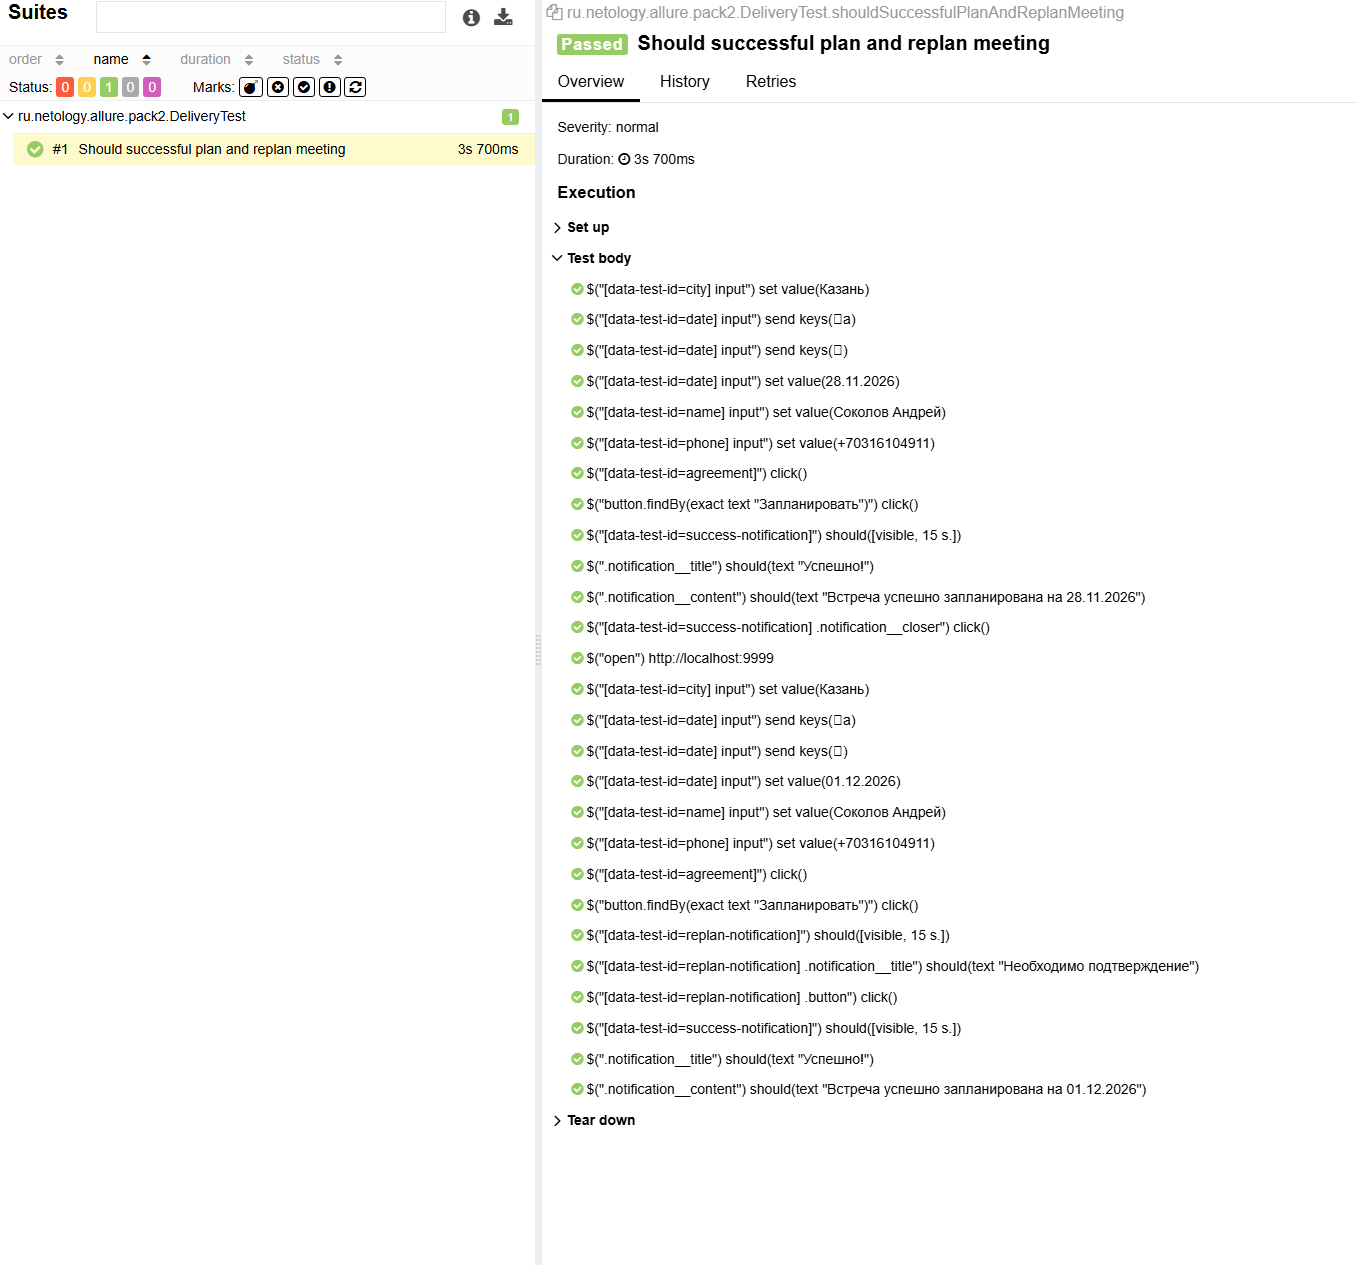 Suites
order name duration status
Status: 0 0 1 0 0 Marks:
ru.netology.allure.pack2.DeliveryTest 1
#1 Should successful plan and replan meeting 3s 700ms
ru.netology.allure.pack2.DeliveryTest.shouldSuccessfulPlanAndReplanMeeting
Passed Should successful plan and replan meeting
Overview History Retries
Severity: normal
Duration: 3s 700ms
Execution
Set up
Test body
$("[data-test-id=city] input") set value(Казань)
$("[data-test-id=date] input") send keys(▯a)
$("[data-test-id=date] input") send keys(▯)
$("[data-test-id=date] input") set value(28.11.2026)
$("[data-test-id=name] input") set value(Соколов Андрей)
$("[data-test-id=phone] input") set value(+70316104911)
$("[data-test-id=agreement]") click()
$("button.findBy(exact text "Запланировать")") click()
$("[data-test-id=success-notification]") should([visible, 15 s.])
$(".notification__title") should(text "Успешно!")
$(".notification__content") should(text "Встреча успешно запланирована на 28.11.2026")
$("[data-test-id=success-notification] .notification__closer") click()
$("open") http://localhost:9999
$("[data-test-id=city] input") set value(Казань)
$("[data-test-id=date] input") send keys(▯a)
$("[data-test-id=date] input") send keys(▯)
$("[data-test-id=date] input") set value(01.12.2026)
$("[data-test-id=name] input") set value(Соколов Андрей)
$("[data-test-id=phone] input") set value(+70316104911)
$("[data-test-id=agreement]") click()
$("button.findBy(exact text "Запланировать")") click()
$("[data-test-id=replan-notification]") should([visible, 15 s.])
$("[data-test-id=replan-notification] .notification__title") should(text "Необходимо подтверждение")
$("[data-test-id=replan-notification] .button") click()
$("[data-test-id=success-notification]") should([visible, 15 s.])
$(".notification__title") should(text "Успешно!")
$(".notification__content") should(text "Встреча успешно запланирована на 01.12.2026")
Tear down